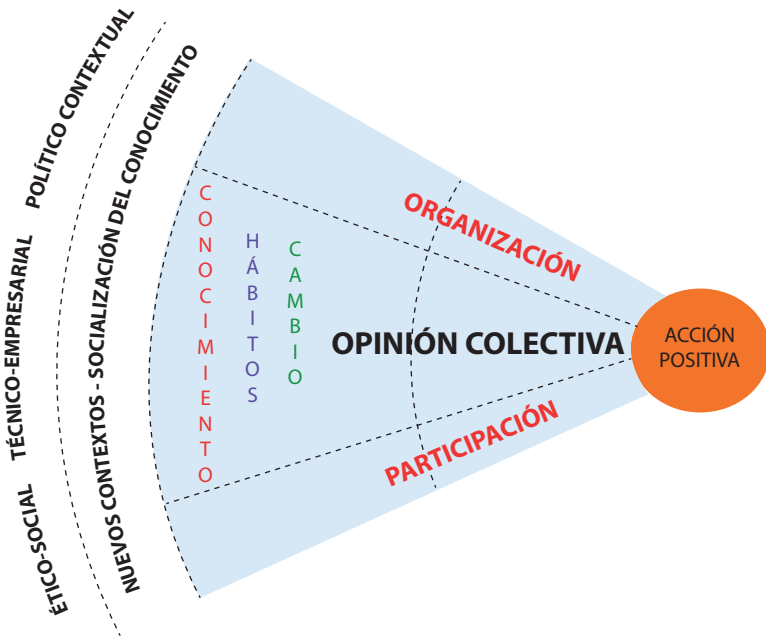 POLÍTICO CONTEXTUAL
TÉCNICO-EMPRESARIAL
ÉTICO-SOCIAL
NUEVOS CONTEXTOS - SOCIALIZACIÓN DEL CONOCIMIENTO
CONOCIMIENTO
HÁBITOS
CAMBIO
ORGANIZACIÓN
OPINIÓN COLECTIVA
PARTICIPACIÓN
ACCIÓN
POSITIVA